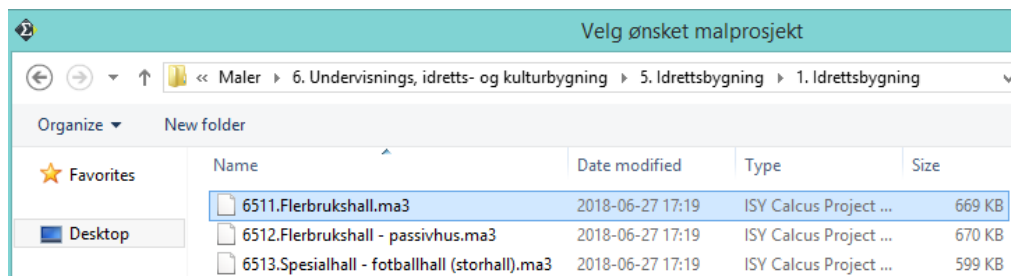 Velg ønsket malprosjekt
« Maler 6. Undervisnings, idretts- og kulturbygning 5. Idrettsbygning 1. Idrettsbygning
Organize New folder
Favorites
Desktop
Name Date modified Type Size
6511.Flerbrukshall.ma3 2018-06-27 17:19 ISY Calcus Project ... 669 KB
6512.Flerbrukshall - passivhus.ma3 2018-06-27 17:19 ISY Calcus Project ... 670 KB
6513.Spesialhall - fotballhall (storhall).ma3 2018-06-27 17:19 ISY Calcus Project ... 599 KB